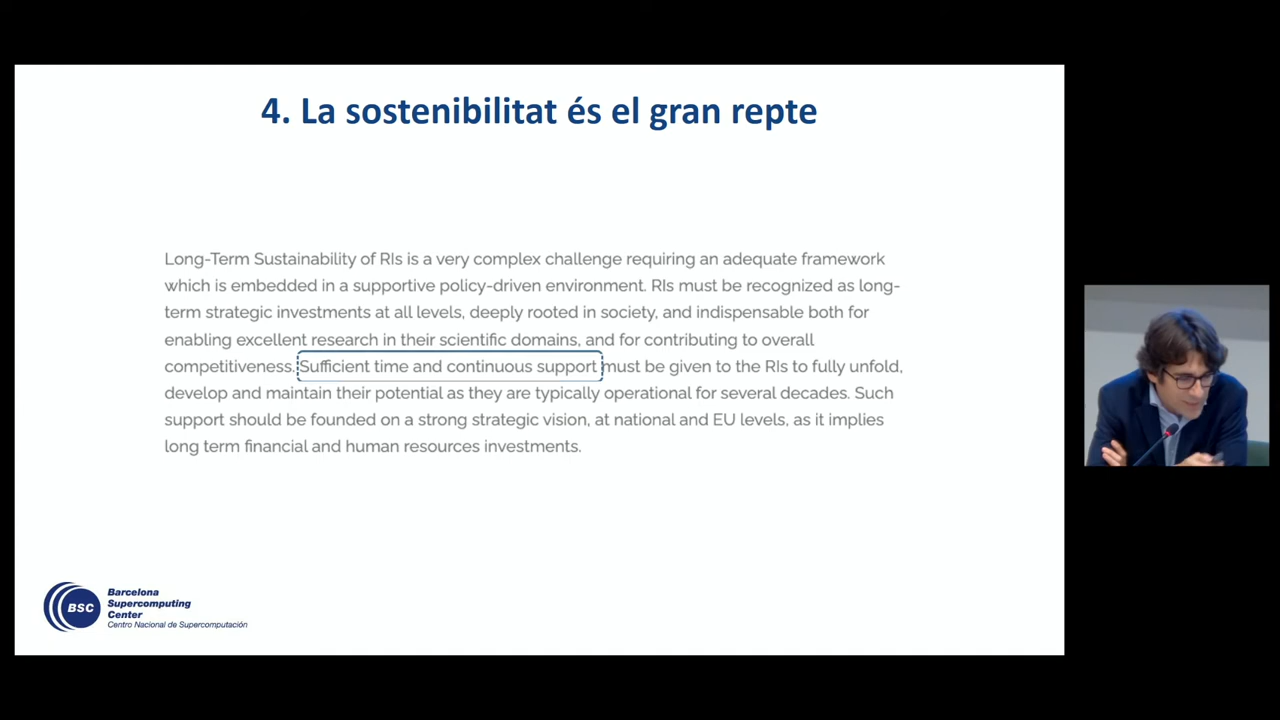 4. La sostenibilitat és el gran repte
Long-Term Sustainability of RIs is a very complex challenge requiring an adequate framework
which is embedded in a supportive policy-driven environment. RIs must be recognized as long-
term strategic investments at all levels, deeply rooted in society, and indispensable both for
enabling excellent research in their scientific domains, and for contributing to overall
competitiveness. Sufficient time and continuous support must be given to the RIs to fully unfold,
develop and maintain their potential as they are typically operational for several decades. Such
support should be founded on a strong strategic vision, at national and EU levels, as it implies
long term financial and human resources investments.
BSC
Barcelona
Supercomputing
Center
Centro Nacional de Supercomputación